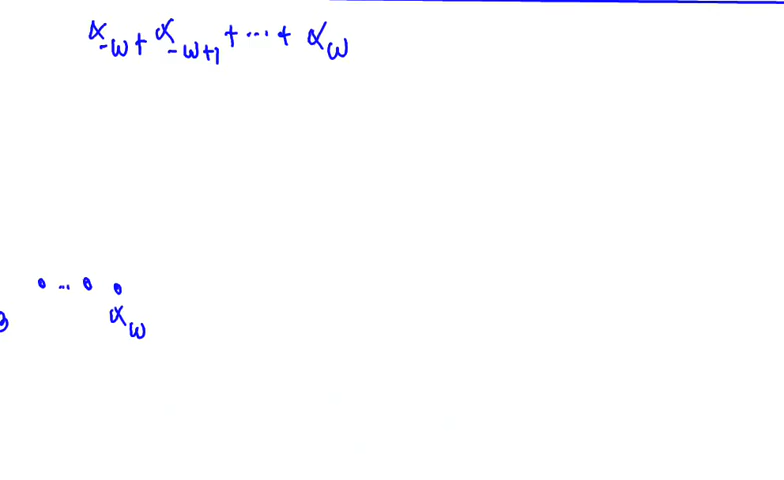 α_{-ω} + α_{-ω+1} + ... + α_ω
. ... . .
α_ω